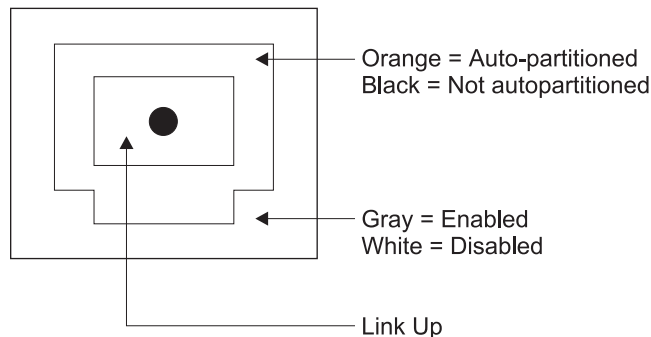 Orange = Auto-partitioned
Black = Not autopartitioned
Gray = Enabled
White = Disabled
Link Up